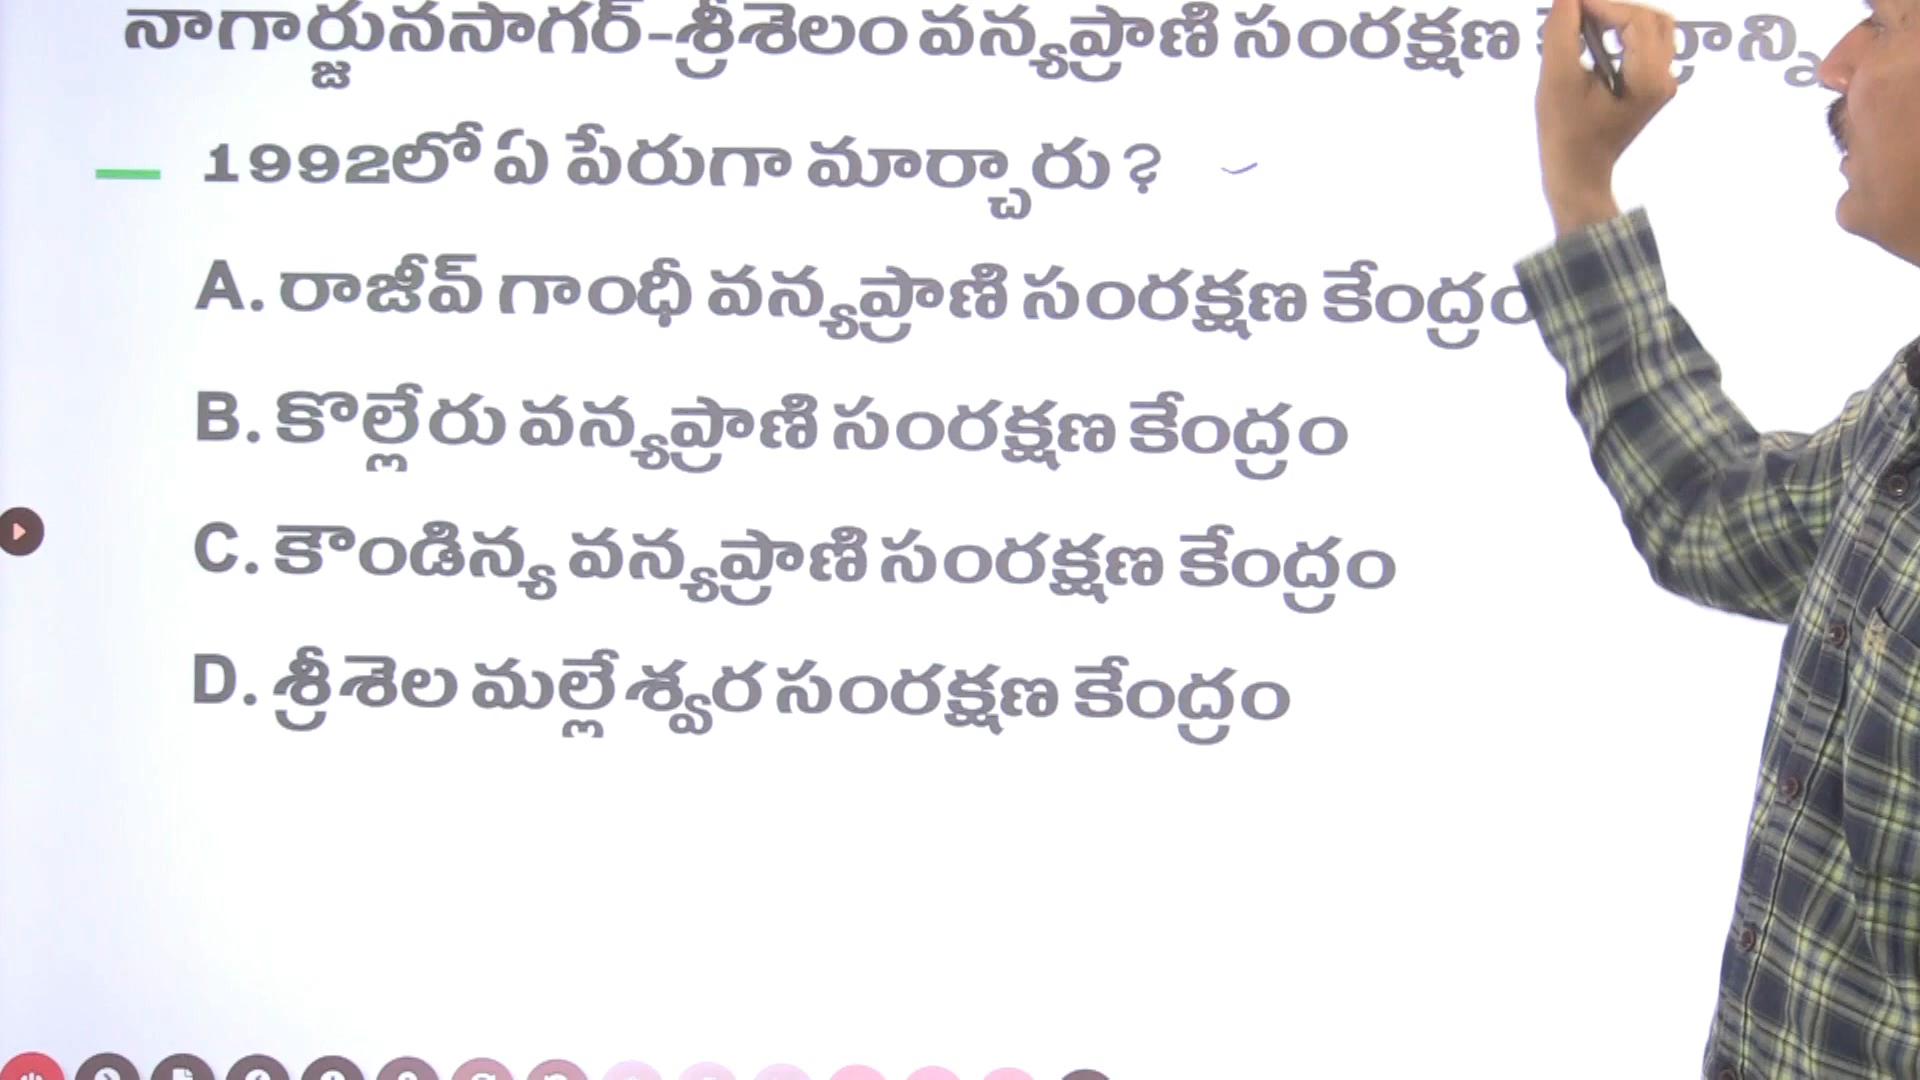 నాగార్జునసాగర్-శ్రీశైలం వన్యప్రాణి సంరక్షణ
1992లో ఏ పేరుగా మార్చారు?
A. రాజీవ్ గాంధీ వన్యప్రాణి సంరక్షణ కేంద్రం
B. కొల్లేరు వన్యప్రాణి సంరక్షణ కేంద్రం
C. కౌండిన్య వన్యప్రాణి సంరక్షణ కేంద్రం
D. శ్రీశైల మల్లేశ్వర సంరక్షణ కేంద్రం